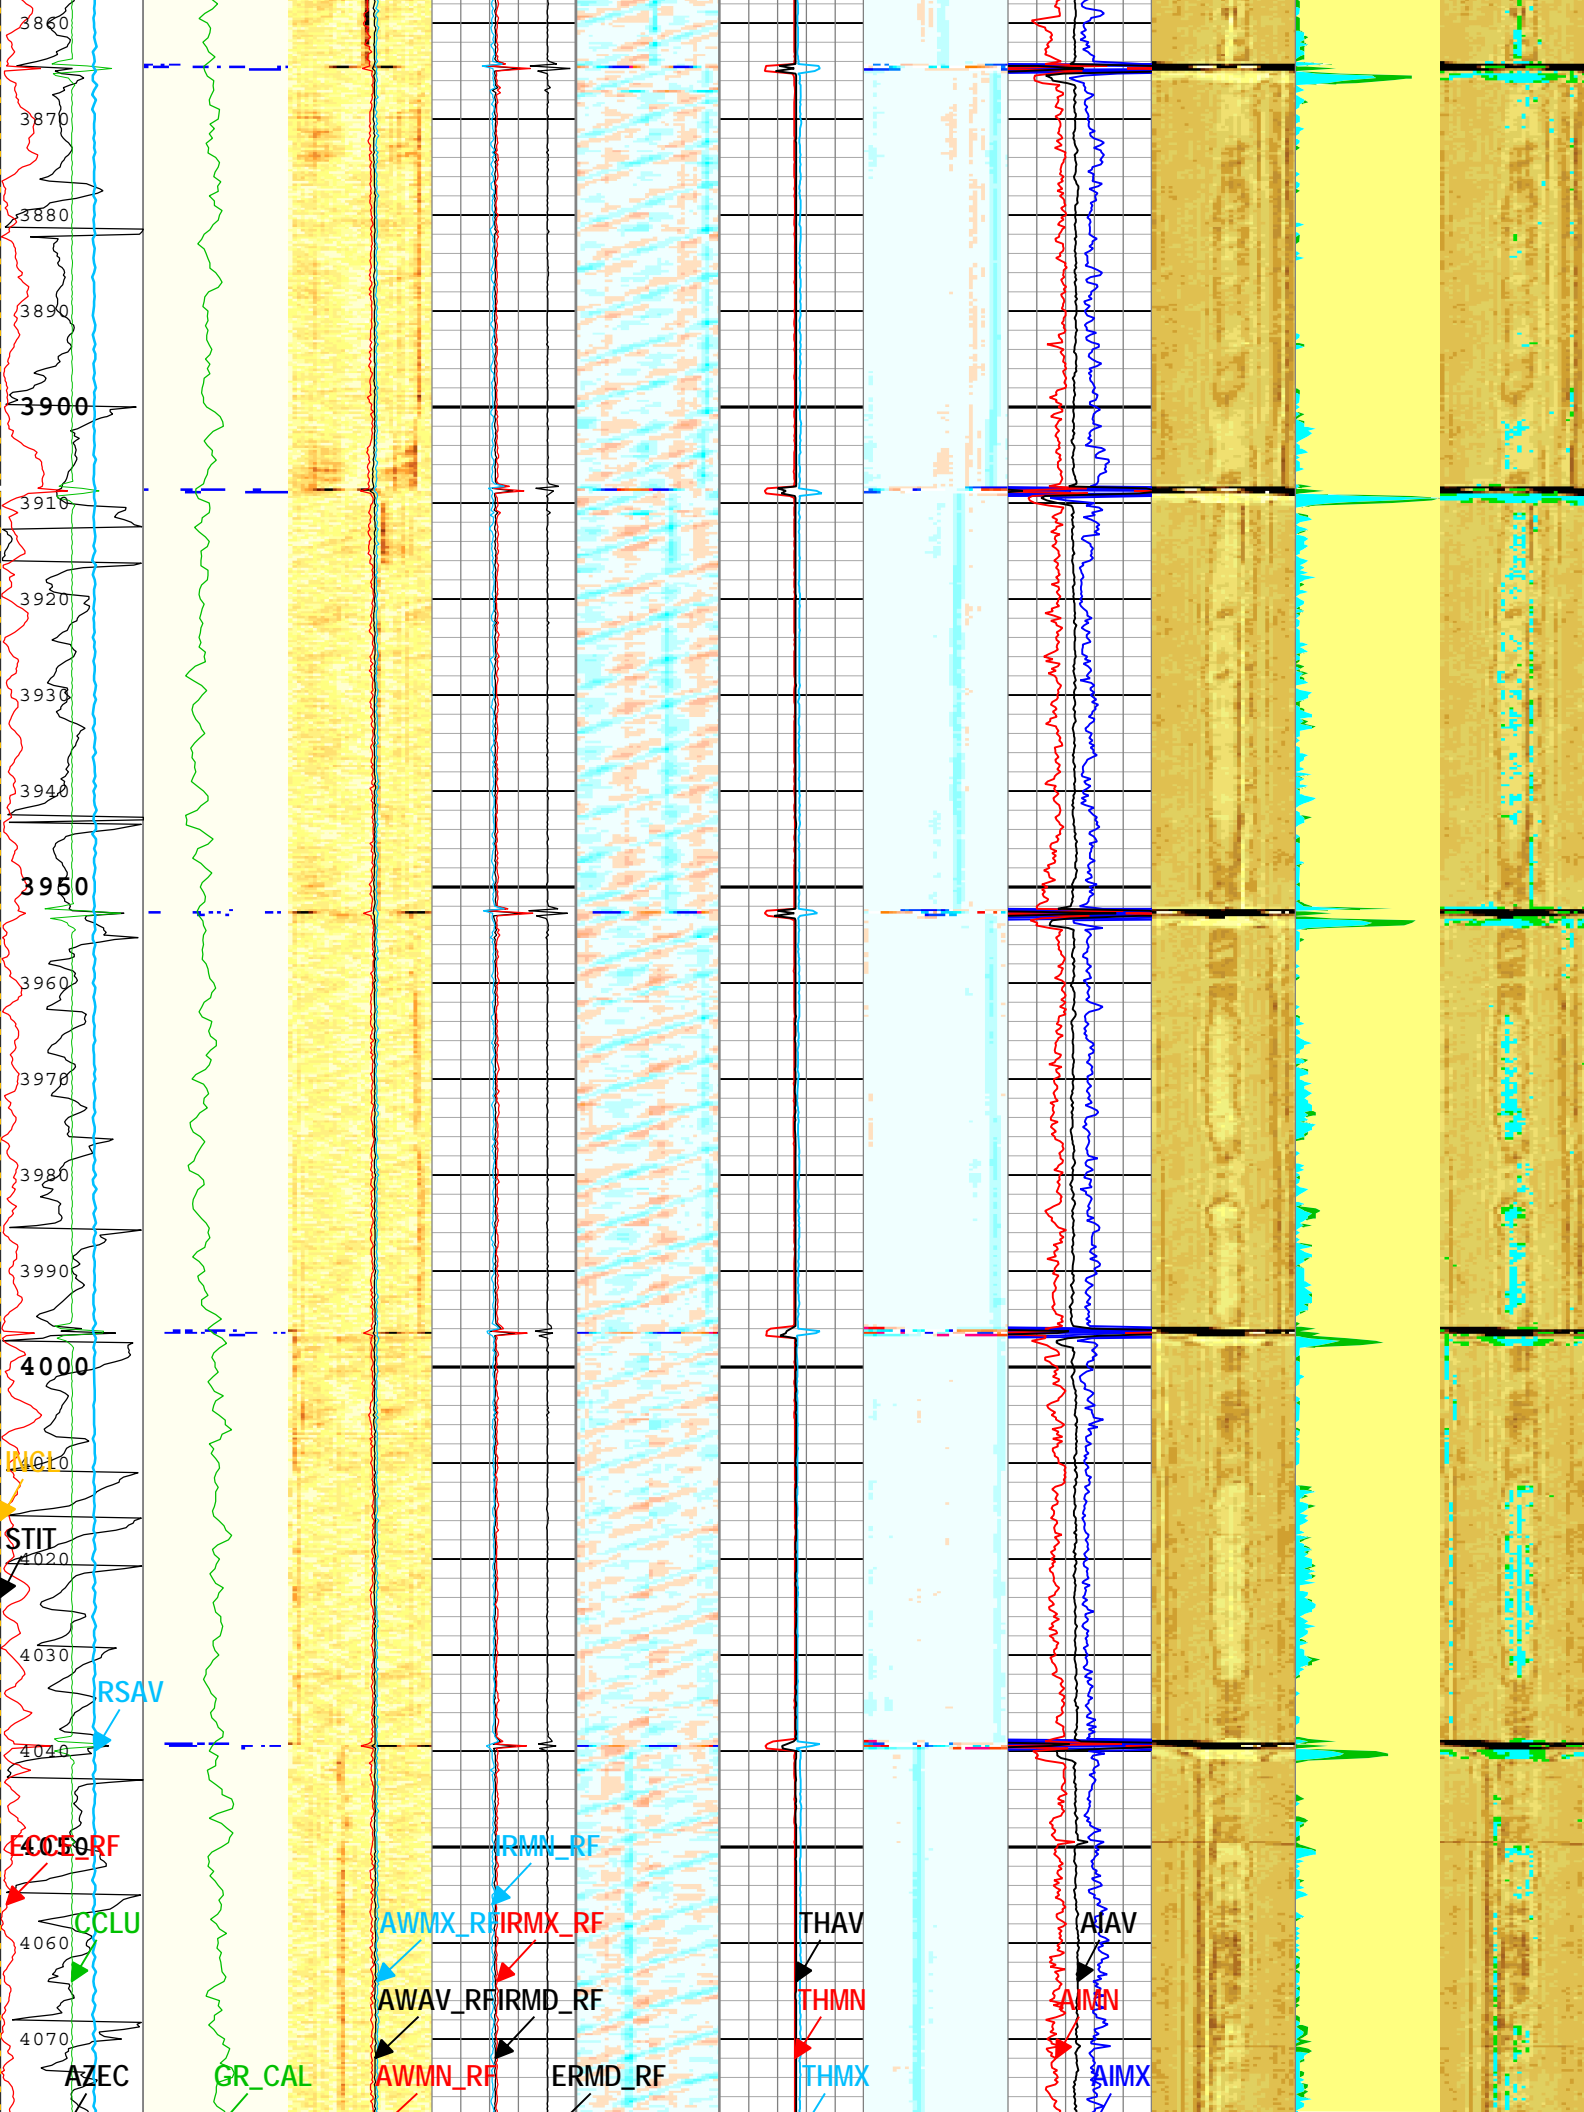 3860
3870
3880
3890
3900
3910
3920
3930
3940
3950
3960
3970
3980
3990
4000
INCL 4010
STIT
4020
4030
RSAV
4040
ECCE_RF 4050 IRMN_RF
CCLU AWMX_RF IRMX_RF THAV AIAV
4060
AWAV_RF IRMD_RF THMN AIMN
4070
AZEC GR_CAL AWMN_RF ERMD_RF THMX AIMX